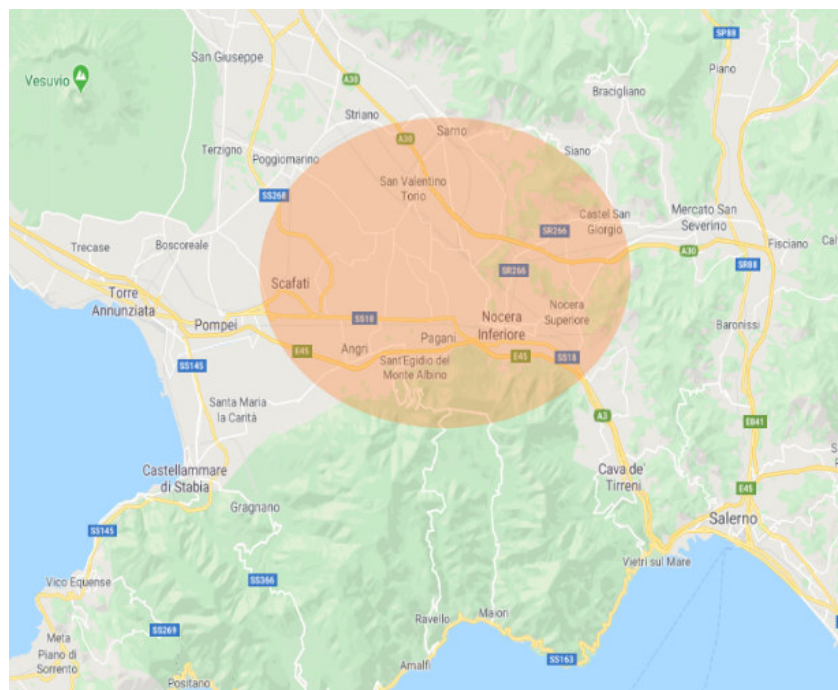 SP88
San Giuseppe
Piano
Vesuvio
A30
Bracigliano
Striano
Sarno
A30
Terzigno
Siano
Poggiomarino
San Valentino
Torio
SS268
Castel San
Giorgio
Mercato San
Severino
SR266
Trecase
Boscoreale
A30
Fisciano
Cal
SR88
SR266
Scafati
Torre
Annunziata
Nocera
Superiore
Pompei
SS18
Nocera
Inferiore
Baronissi
Pagani
Angri
E45
E45
SS18
SS145
Sant'Egidio del
Monte Albino
Santa Maria
la Carità
A3
E841
Castellammare
di Stabia
Cava de'
Tirreni
E45
Gragnano
Salerno
SS145
Vietri sul Mare
Vico Equense
SS366
Ravello
Maiori
SS269
Meta
Piano di
Sorrento
Amalfi
SS163
Positano